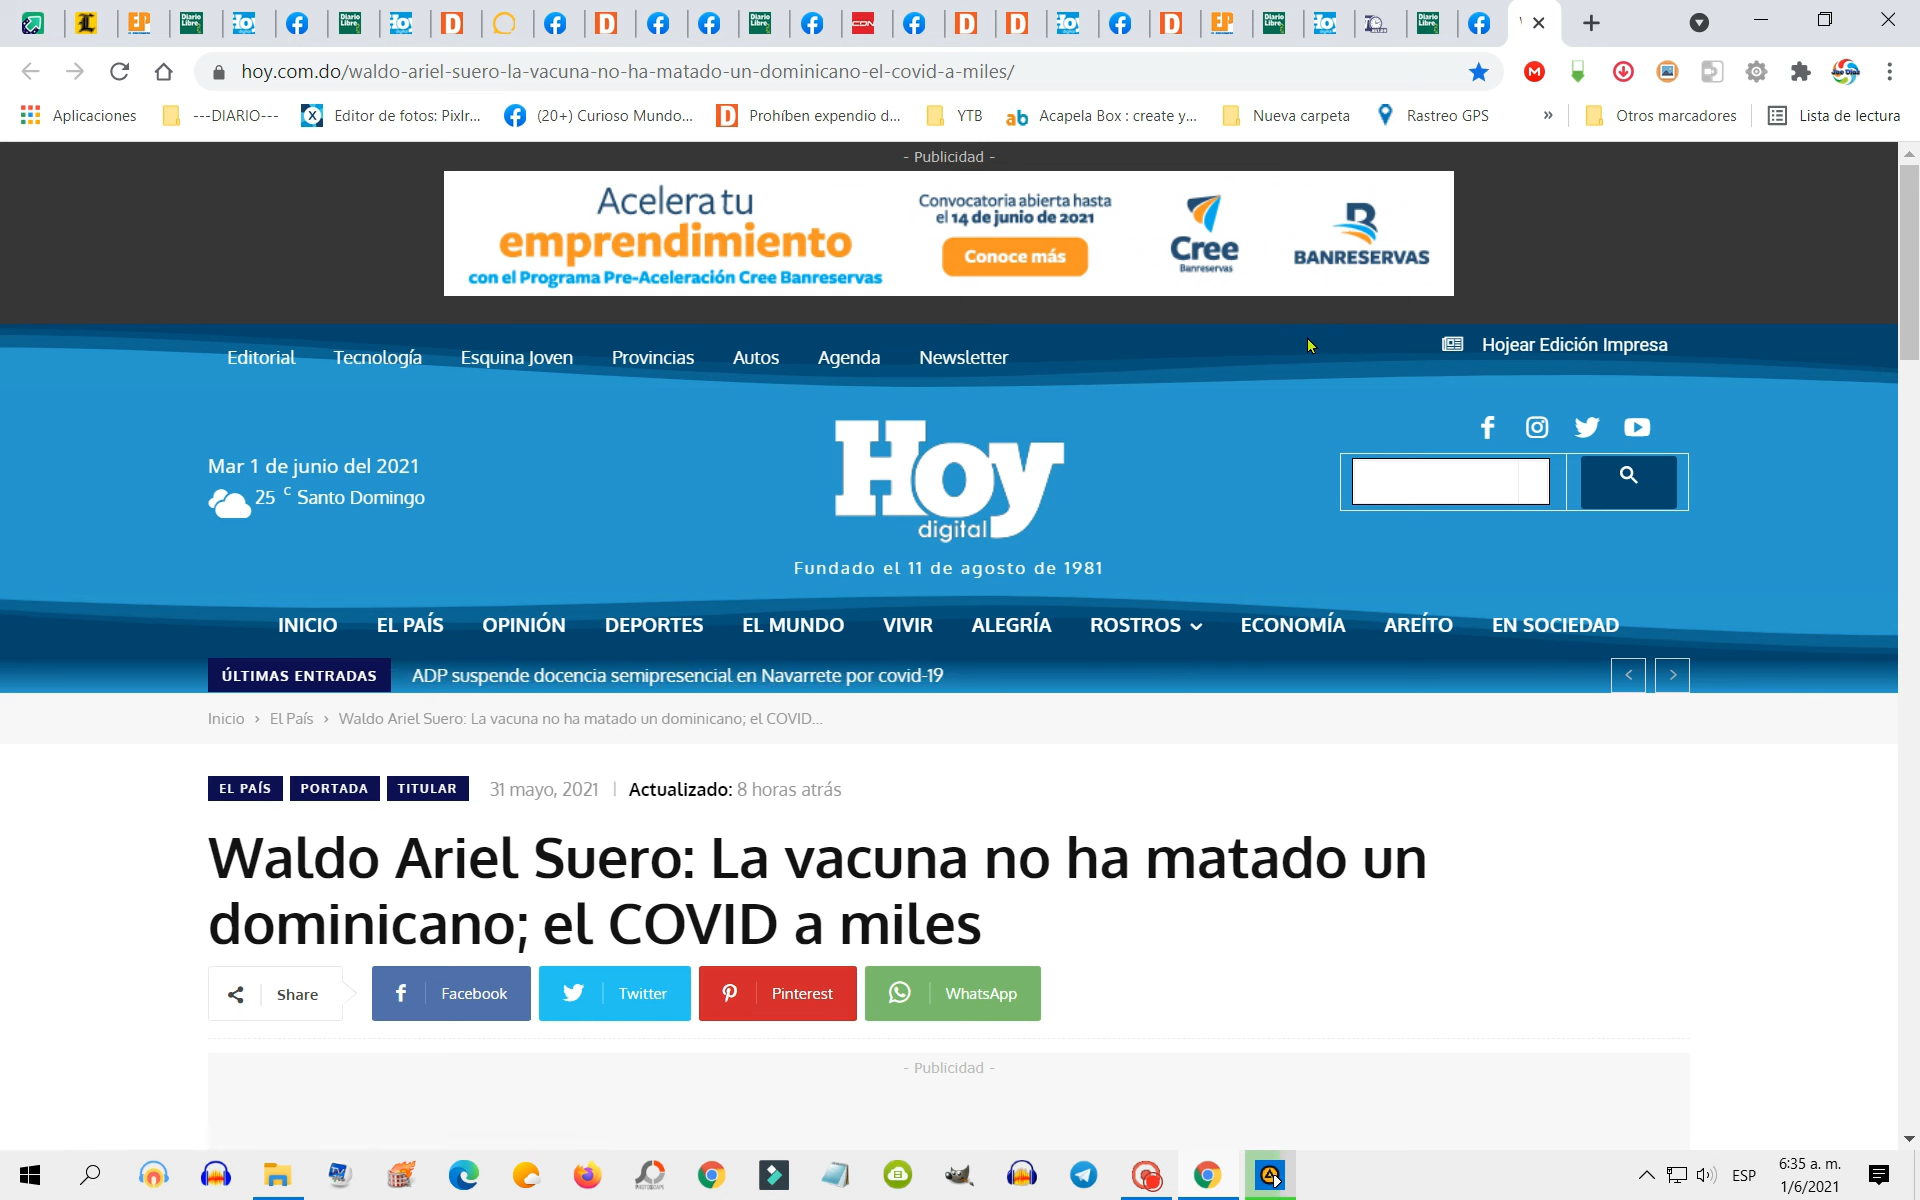 hoy.com.do/waldo-ariel-suero-la-vacuna-no-ha-matado-un-dominicano-el-covid-a-miles/
Aplicaciones
---DIARIO---
Editor de fotos: Pixlr...
(20+) Curioso Mundo...
Prohíben expendio d...
YTB
Acapela Box : create y...
Nueva carpeta
Rastreo GPS
»
Otros marcadores
Lista de lectura
- Publicidad -
Acelera tu
emprendimiento
con el Programa Pre-Aceleración Cree Banreservas
Convocatoria abierta hasta
el 14 de junio de 2021
Conoce más
Cree
Banreservas
BANRESERVAS
Editorial
Tecnología
Esquina Joven
Provincias
Autos
Agenda
Newsletter
Hojear Edición Impresa
Mar 1 de junio del 2021
25 C Santo Domingo
Hoy
digital
Fundado el 11 de agosto de 1981
INICIO
EL PAÍS
OPINIÓN
DEPORTES
EL MUNDO
VIVIR
ALEGRÍA
ROSTROS
ECONOMÍA
AREÍTO
EN SOCIEDAD
ÚLTIMAS ENTRADAS
ADP suspende docencia semipresencial en Navarrete por covid-19
Inicio › El País › Waldo Ariel Suero: La vacuna no ha matado un dominicano; el COVID...
EL PAÍS
PORTADA
TITULAR
31 mayo, 2021 | Actualizado: 8 horas atrás
Waldo Ariel Suero: La vacuna no ha matado un
dominicano; el COVID a miles
Share
Facebook
Twitter
Pinterest
WhatsApp
- Publicidad -
ESP
6:35 a. m.
1/6/2021